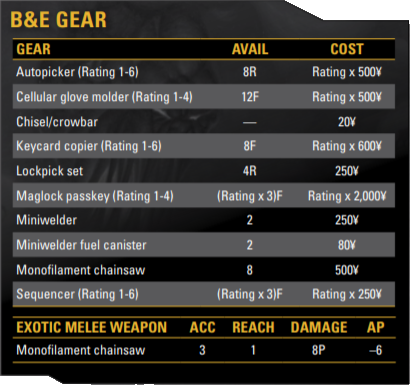 B&E GEAR
GEAR AVAIL COST
Autopicker (Rating 1-6) 8R Rating x 500¥
Cellular glove molder (Rating 1-4) 12F Rating x 500¥
Chisel/crowbar — 20¥
Keycard copier (Rating 1-6) 8F Rating x 600¥
Lockpick set 4R 250¥
Maglock passkey (Rating 1-4) (Rating x 3)F Rating x 2,000¥
Miniwelder 2 250¥
Miniwelder fuel canister 2 80¥
Monofilament chainsaw 8 500¥
Sequencer (Rating 1-6) (Rating x 3)F Rating x 250¥
EXOTIC MELEE WEAPON ACC REACH DAMAGE AP
Monofilament chainsaw 3 1 8P –6